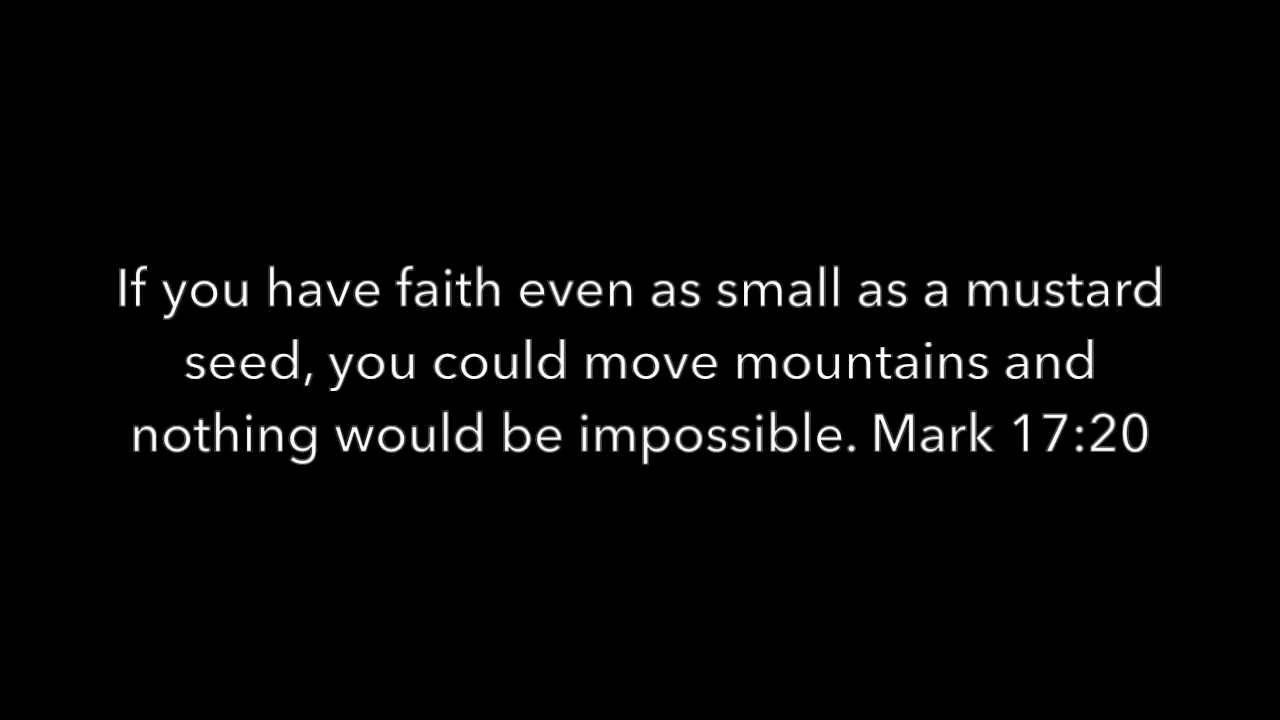 If you have faith even as small as a mustard
seed, you could move mountains and
nothing would be impossible. Mark 17:20